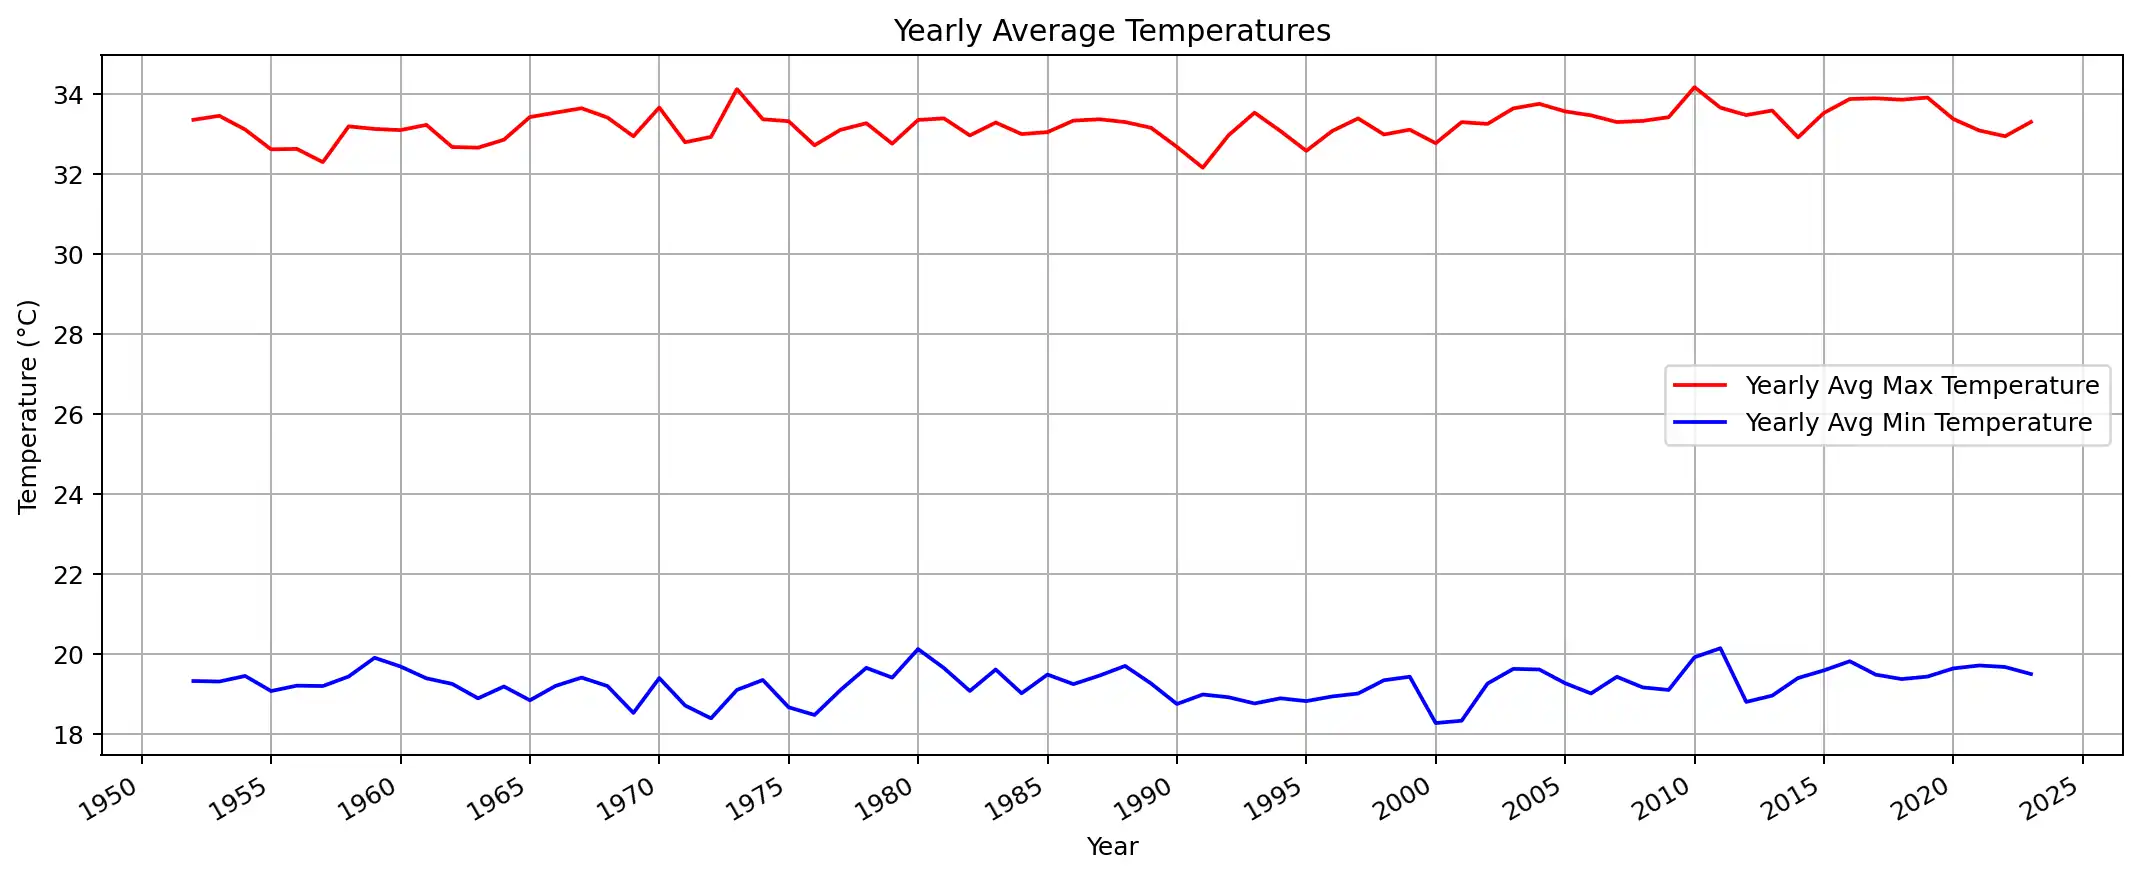 Yearly Average Temperatures
34
32
30
28
26
24
22
20
18
Temperature (°C)
Yearly Avg Max Temperature
Yearly Avg Min Temperature
1950 1955 1960 1965 1970 1975 1980 1985 1990 1995 2000 2005 2010 2015 2020 2025
Year